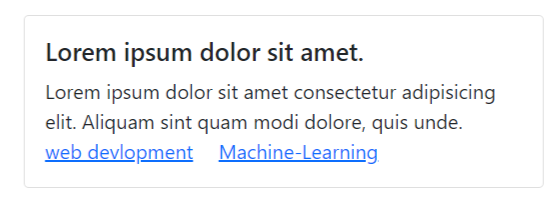 Lorem ipsum dolor sit amet.
Lorem ipsum dolor sit amet consectetur adipisicing
elit. Aliquam sint quam modi dolore, quis unde.
web devlopment Machine-Learning